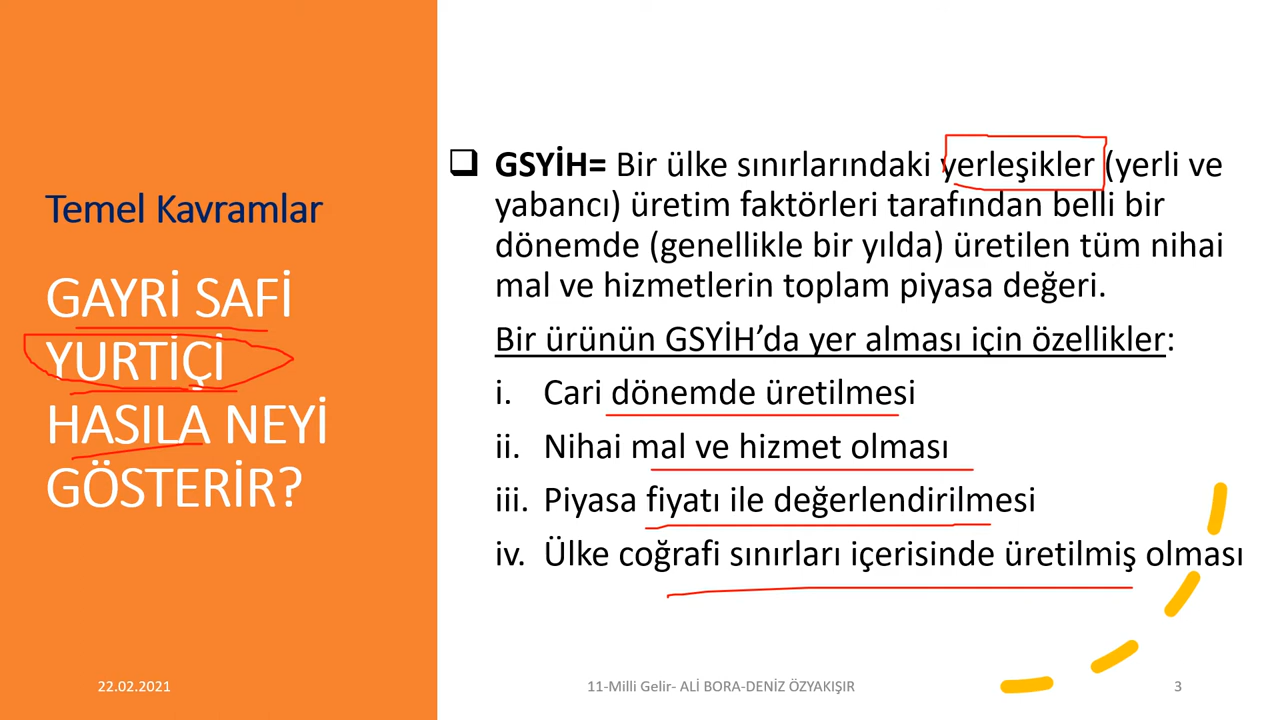 Temel Kavramlar
GAYRİ SAFİ
YURTİÇİ
HASILA NEYİ
GÖSTERİR?
❑ GSYİH= Bir ülke sınırlarındaki yerleşikler (yerli ve
yabancı) üretim faktörleri tarafından belli bir
dönemde (genellikle bir yılda) üretilen tüm nihai
mal ve hizmetlerin toplam piyasa değeri.
Bir ürünün GSYİH’da yer alması için özellikler:
i. Cari dönemde üretilmesi
ii. Nihai mal ve hizmet olması
iii. Piyasa fiyatı ile değerlendirilmesi
iv. Ülke coğrafi sınırları içerisinde üretilmiş olması
22.02.2021
11-Milli Gelir- ALİ BORA-DENİZ ÖZYAKIŞIR
3